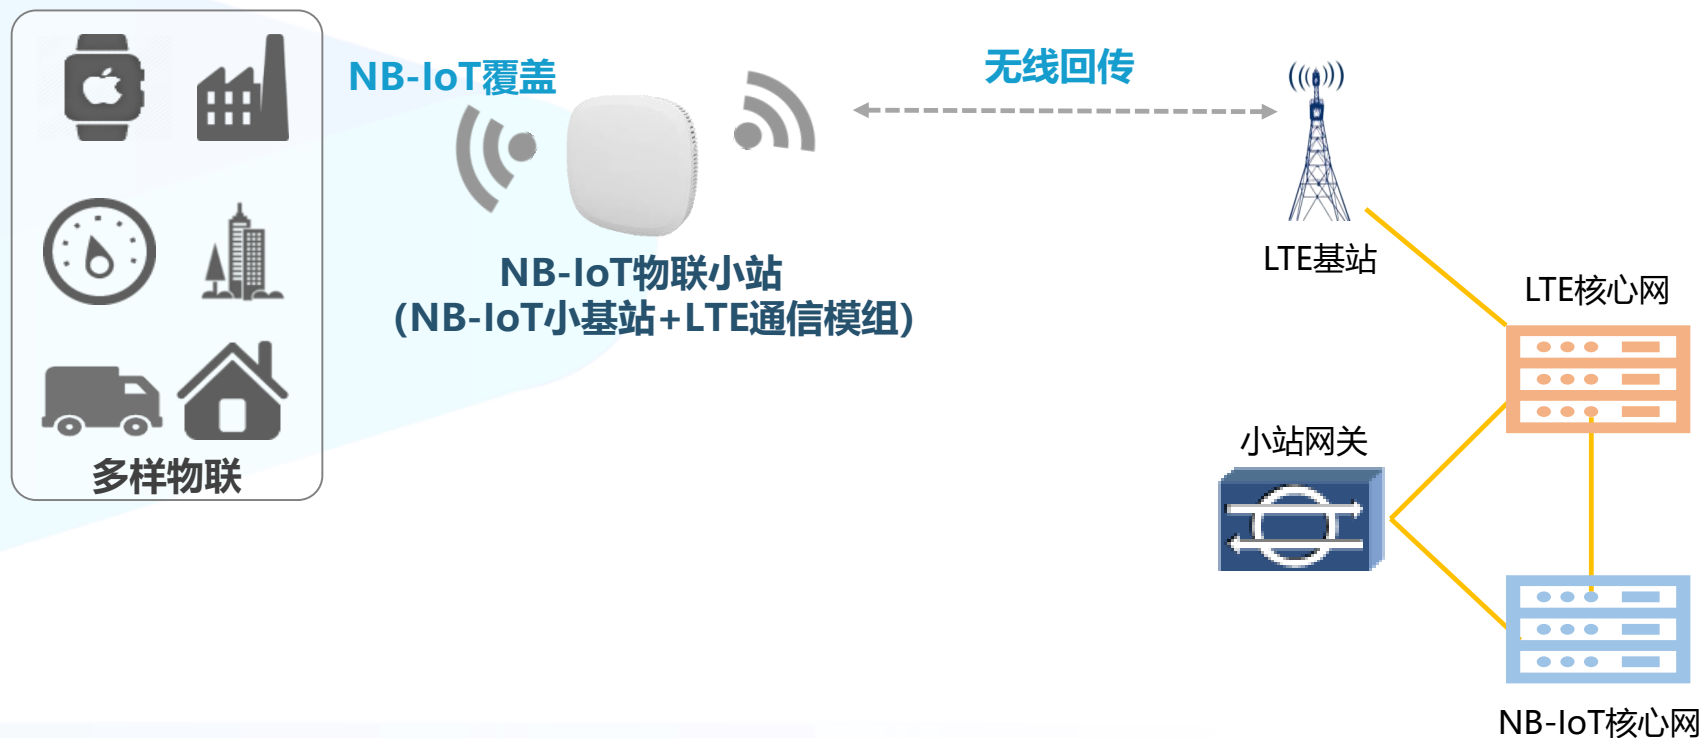 NB-IoT覆盖
无线回传
NB-IoT物联小站
(NB-IoT小基站+LTE通信模组)
LTE基站
LTE核心网
小站网关
多样物联
NB-IoT核心网